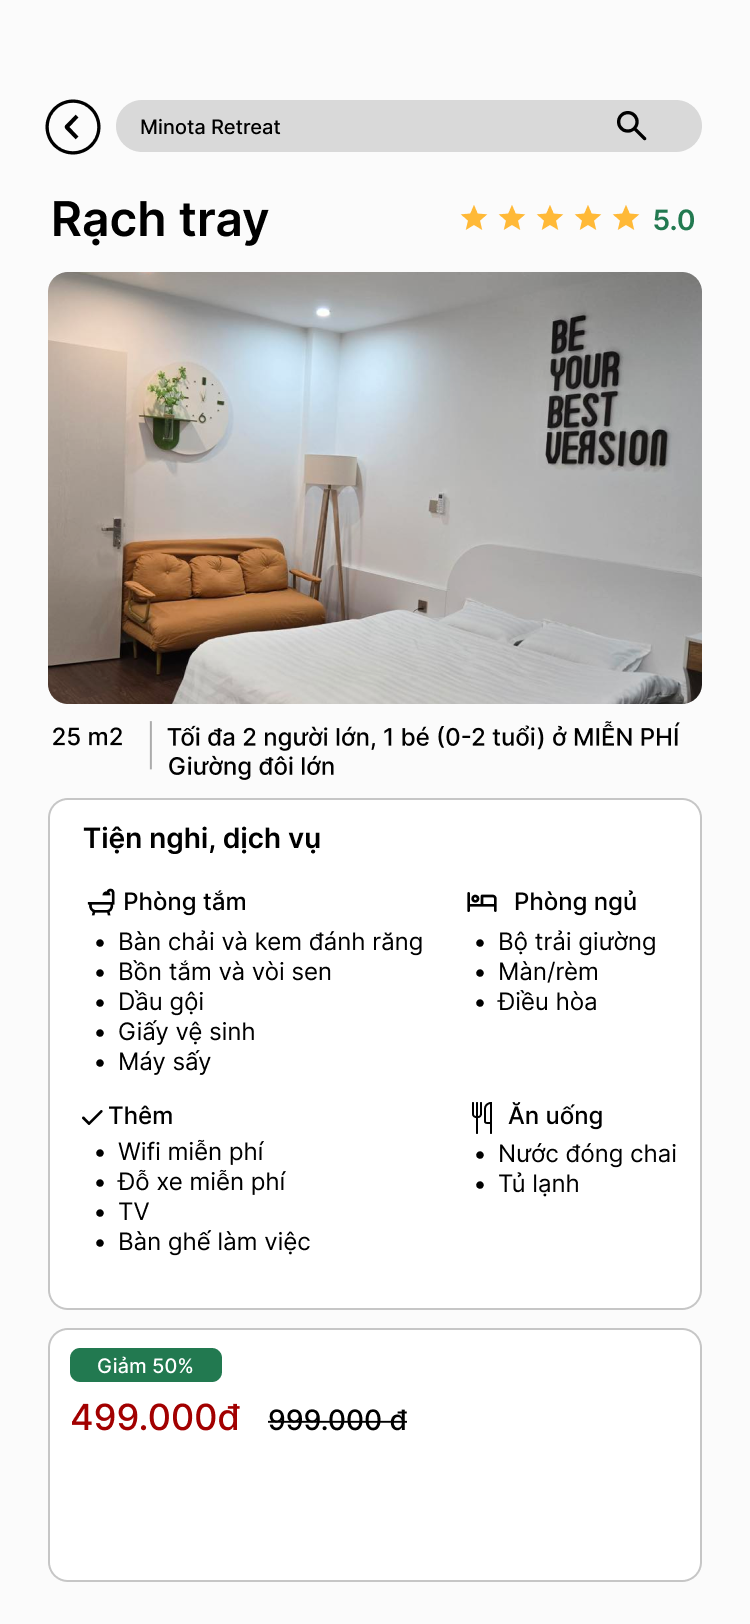 Minota Retreat
Rạch tray
5.0
BE
YOUR
BEST
VERSION
25 m2
Tối đa 2 người lớn, 1 bé (0-2 tuổi) ở MIỄN PHÍ
Giường đôi lớn
Tiện nghi, dịch vụ
Phòng tắm
• Bàn chải và kem đánh răng
• Bồn tắm và vòi sen
• Dầu gội
• Giấy vệ sinh
• Máy sấy
Phòng ngủ
• Bộ trải giường
• Màn/rèm
• Điều hòa
Thêm
• Wifi miễn phí
• Đỗ xe miễn phí
• TV
• Bàn ghế làm việc
Ăn uống
• Nước đóng chai
• Tủ lạnh
Giảm 50%
499.000đ 999.000 đ